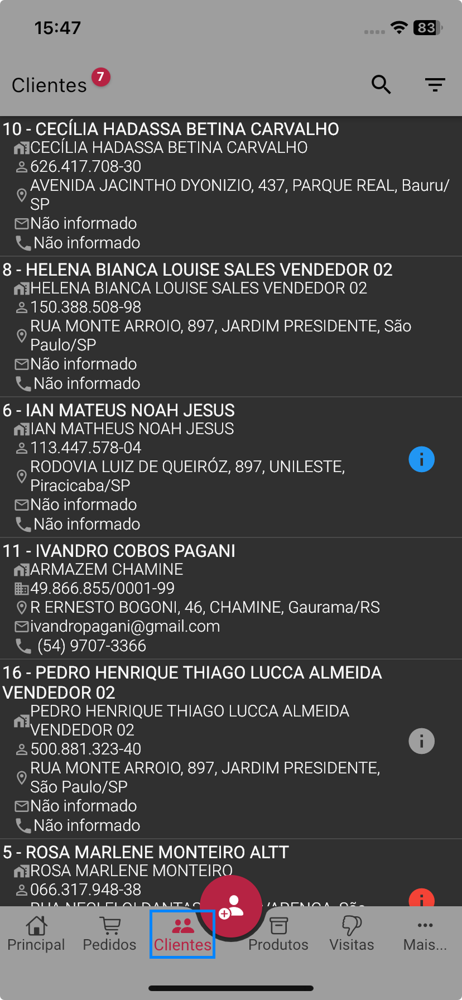 15:47
83
Clientes 7
10 - CECÍLIA HADASSA BETINA CARVALHO
CECÍLIA HADASSA BETINA CARVALHO
626.417.708-30
AVENIDA JACINTHO DYONIZIO, 437, PARQUE REAL, Bauru/
SP
Não informado
Não informado
8 - HELENA BIANCA LOUISE SALES VENDEDOR 02
HELENA BIANCA LOUISE SALES VENDEDOR 02
150.388.508-98
RUA MONTE ARROIO, 897, JARDIM PRESIDENTE, São
Paulo/SP
Não informado
Não informado
6 - IAN MATEUS NOAH JESUS
IAN MATHEUS NOAH JESUS
113.447.578-04
RODOVIA LUIZ DE QUEIRÓZ, 897, UNILESTE,
Piracicaba/SP
Não informado
Não informado
11 - IVANDRO COBOS PAGANI
ARMAZEM CHAMINE
49.866.855/0001-99
R ERNESTO BOGONI, 46, CHAMINE, Gaurama/RS
ivandropagani@gmail.com
(54) 9707-3366
16 - PEDRO HENRIQUE THIAGO LUCCA ALMEIDA
VENDEDOR 02
PEDRO HENRIQUE THIAGO LUCCA ALMEIDA
VENDEDOR 02
500.881.323-40
RUA MONTE ARROIO, 897, JARDIM PRESIDENTE,
São Paulo/SP
Não informado
Não informado
5 - ROSA MARLENE MONTEIRO ALTT
ROSA MARLENE MONTEIRO
066.317.948-38
Principal Pedidos Clientes Produtos Visitas Mais...